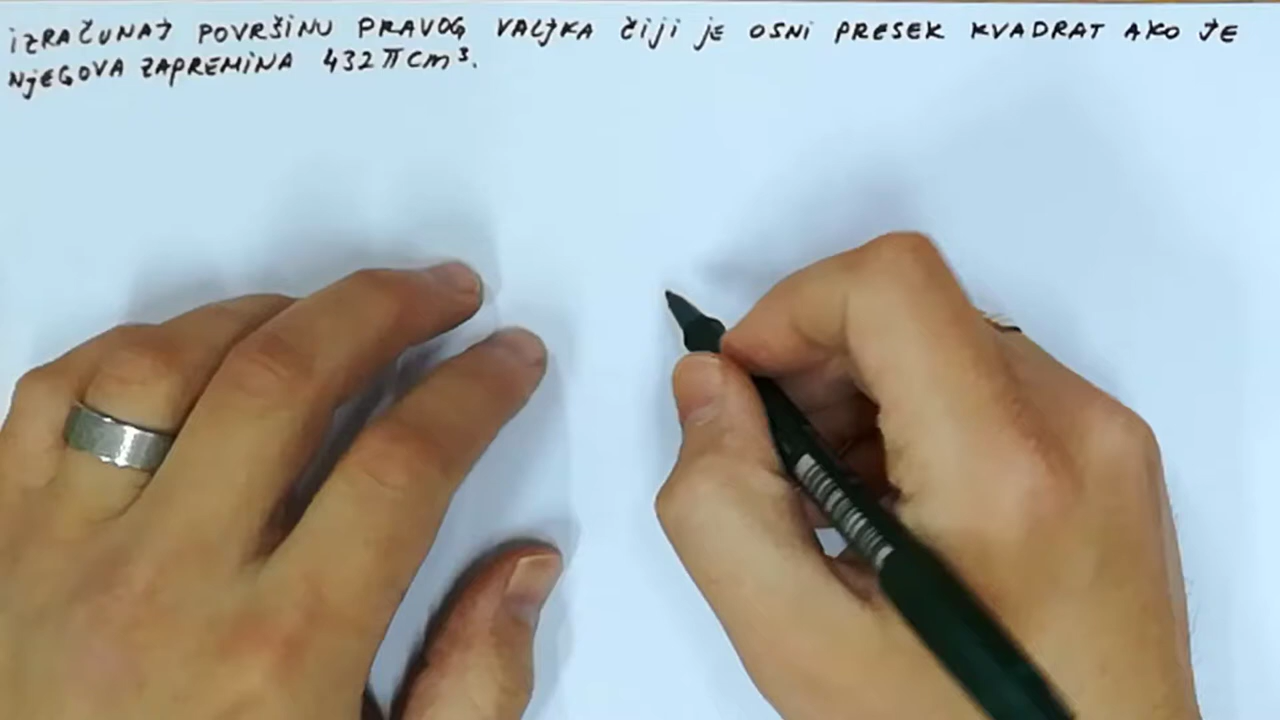 IZRAČUNAJ POVRŠINU PRAVOG VALJKA čiji je OSNI PRESEK KVADRAT AKO JE
NJEGOVA ZAPREMINA 432πcm³.